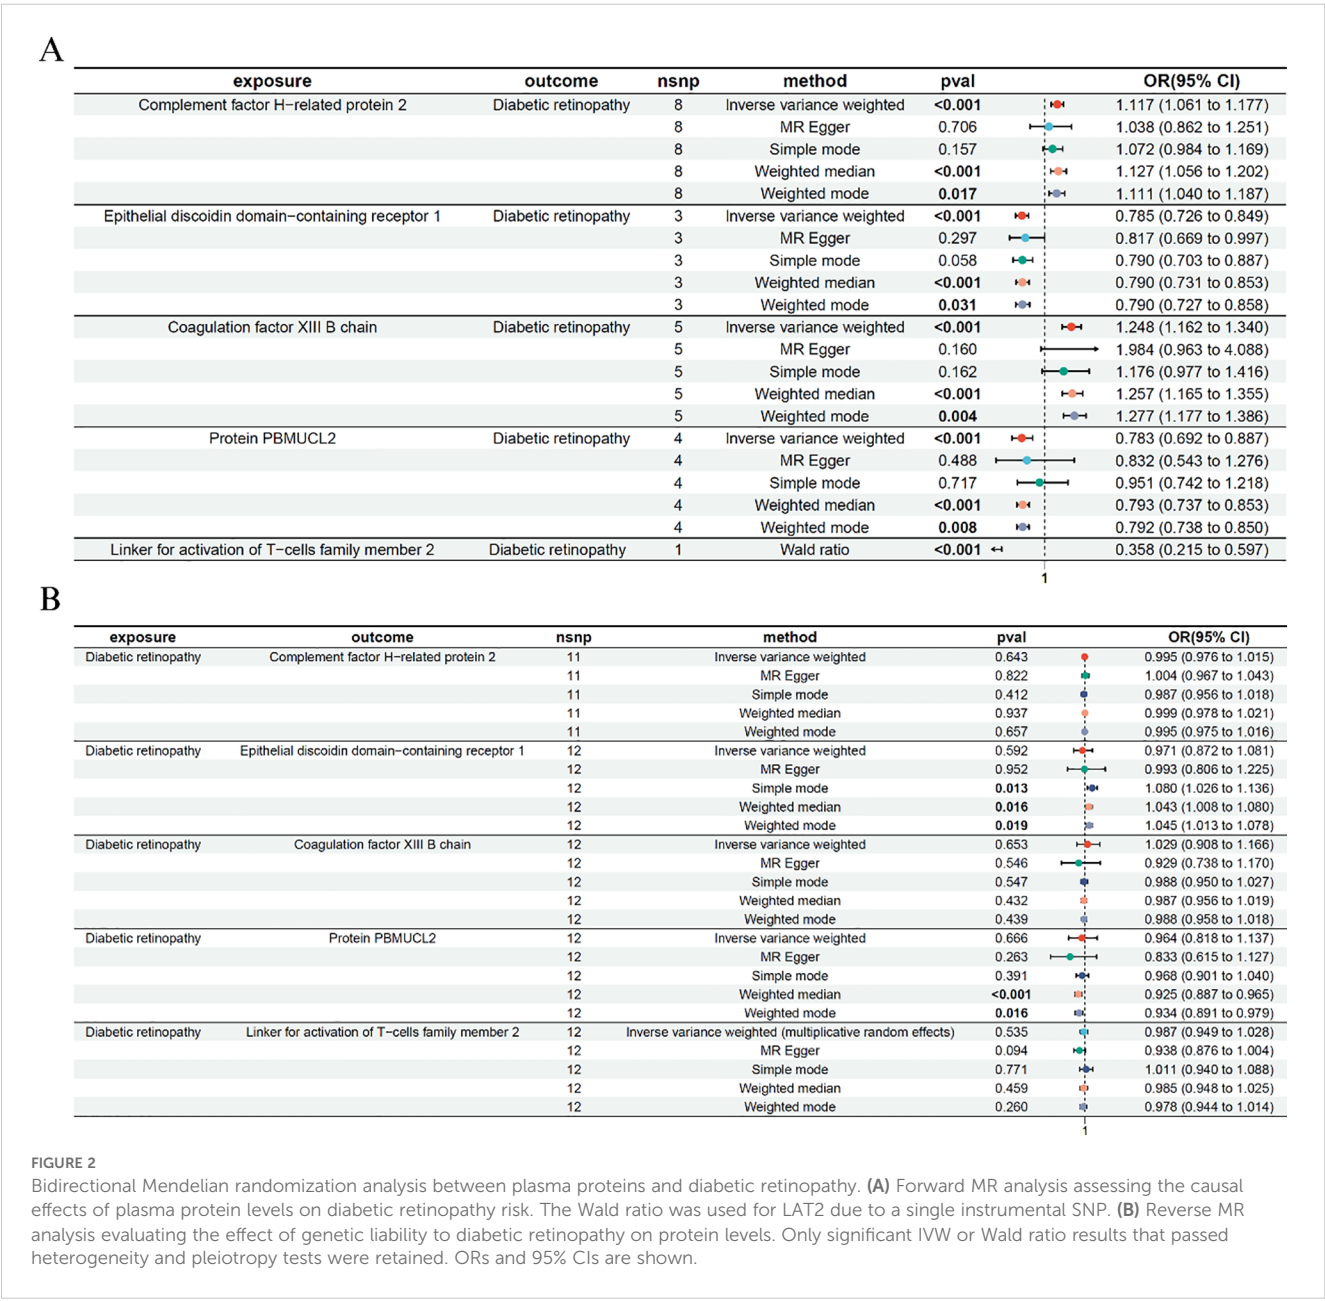 A
exposure outcome nsnp method pval OR(95% CI)
Complement factor H−related protein 2 Diabetic retinopathy 8 Inverse variance weighted <0.001 1.117 (1.061 to 1.177)
8 MR Egger 0.706 1.038 (0.862 to 1.251)
8 Simple mode 0.157 1.072 (0.984 to 1.169)
8 Weighted median <0.001 1.127 (1.056 to 1.202)
8 Weighted mode 0.017 1.111 (1.040 to 1.187)
Epithelial discoidin domain−containing receptor 1 Diabetic retinopathy 3 Inverse variance weighted <0.001 0.785 (0.726 to 0.849)
3 MR Egger 0.297 0.817 (0.669 to 0.997)
3 Simple mode 0.058 0.790 (0.703 to 0.887)
3 Weighted median <0.001 0.790 (0.731 to 0.853)
3 Weighted mode 0.031 0.790 (0.727 to 0.858)
Coagulation factor XIII B chain Diabetic retinopathy 5 Inverse variance weighted <0.001 1.248 (1.162 to 1.340)
5 MR Egger 0.160 1.984 (0.963 to 4.088)
5 Simple mode 0.162 1.176 (0.977 to 1.416)
5 Weighted median <0.001 1.257 (1.165 to 1.355)
5 Weighted mode 0.004 1.277 (1.177 to 1.386)
Protein PBMUCL2 Diabetic retinopathy 4 Inverse variance weighted <0.001 0.783 (0.692 to 0.887)
4 MR Egger 0.488 0.832 (0.543 to 1.276)
4 Simple mode 0.717 0.951 (0.742 to 1.218)
4 Weighted median <0.001 0.793 (0.737 to 0.853)
4 Weighted mode 0.008 0.792 (0.738 to 0.850)
Linker for activation of T−cells family member 2 Diabetic retinopathy 1 Wald ratio <0.001 0.358 (0.215 to 0.597)
1
B
exposure outcome nsnp method pval OR(95% CI)
Diabetic retinopathy Complement factor H−related protein 2 11 Inverse variance weighted 0.643 0.995 (0.976 to 1.015)
11 MR Egger 0.822 1.004 (0.967 to 1.043)
11 Simple mode 0.412 0.987 (0.956 to 1.018)
11 Weighted median 0.937 0.999 (0.978 to 1.021)
11 Weighted mode 0.657 0.995 (0.975 to 1.016)
Diabetic retinopathy Epithelial discoidin domain−containing receptor 1 12 Inverse variance weighted 0.592 0.971 (0.872 to 1.081)
12 MR Egger 0.952 0.993 (0.806 to 1.225)
12 Simple mode 0.013 1.080 (1.026 to 1.136)
12 Weighted median 0.016 1.043 (1.008 to 1.080)
12 Weighted mode 0.019 1.045 (1.013 to 1.078)
Diabetic retinopathy Coagulation factor XIII B chain 12 Inverse variance weighted 0.653 1.029 (0.908 to 1.166)
12 MR Egger 0.546 0.929 (0.738 to 1.170)
12 Simple mode 0.547 0.988 (0.950 to 1.027)
12 Weighted median 0.432 0.987 (0.956 to 1.019)
12 Weighted mode 0.439 0.988 (0.958 to 1.018)
Diabetic retinopathy Protein PBMUCL2 12 Inverse variance weighted 0.666 0.964 (0.818 to 1.137)
12 MR Egger 0.263 0.833 (0.615 to 1.127)
12 Simple mode 0.391 0.968 (0.901 to 1.040)
12 Weighted median <0.001 0.925 (0.887 to 0.965)
12 Weighted mode 0.016 0.934 (0.891 to 0.979)
Diabetic retinopathy Linker for activation of T−cells family member 2 12 Inverse variance weighted (multiplicative random effects) 0.535 0.987 (0.949 to 1.028)
12 MR Egger 0.094 0.938 (0.876 to 1.004)
12 Simple mode 0.771 1.011 (0.940 to 1.088)
12 Weighted median 0.459 0.985 (0.948 to 1.025)
12 Weighted mode 0.260 0.978 (0.944 to 1.014)
1
FIGURE 2
Bidirectional Mendelian randomization analysis between plasma proteins and diabetic retinopathy. (A) Forward MR analysis assessing the causal
effects of plasma protein levels on diabetic retinopathy risk. The Wald ratio was used for LAT2 due to a single instrumental SNP. (B) Reverse MR
analysis evaluating the effect of genetic liability to diabetic retinopathy on protein levels. Only significant IVW or Wald ratio results that passed
heterogeneity and pleiotropy tests were retained. ORs and 95% CIs are shown.